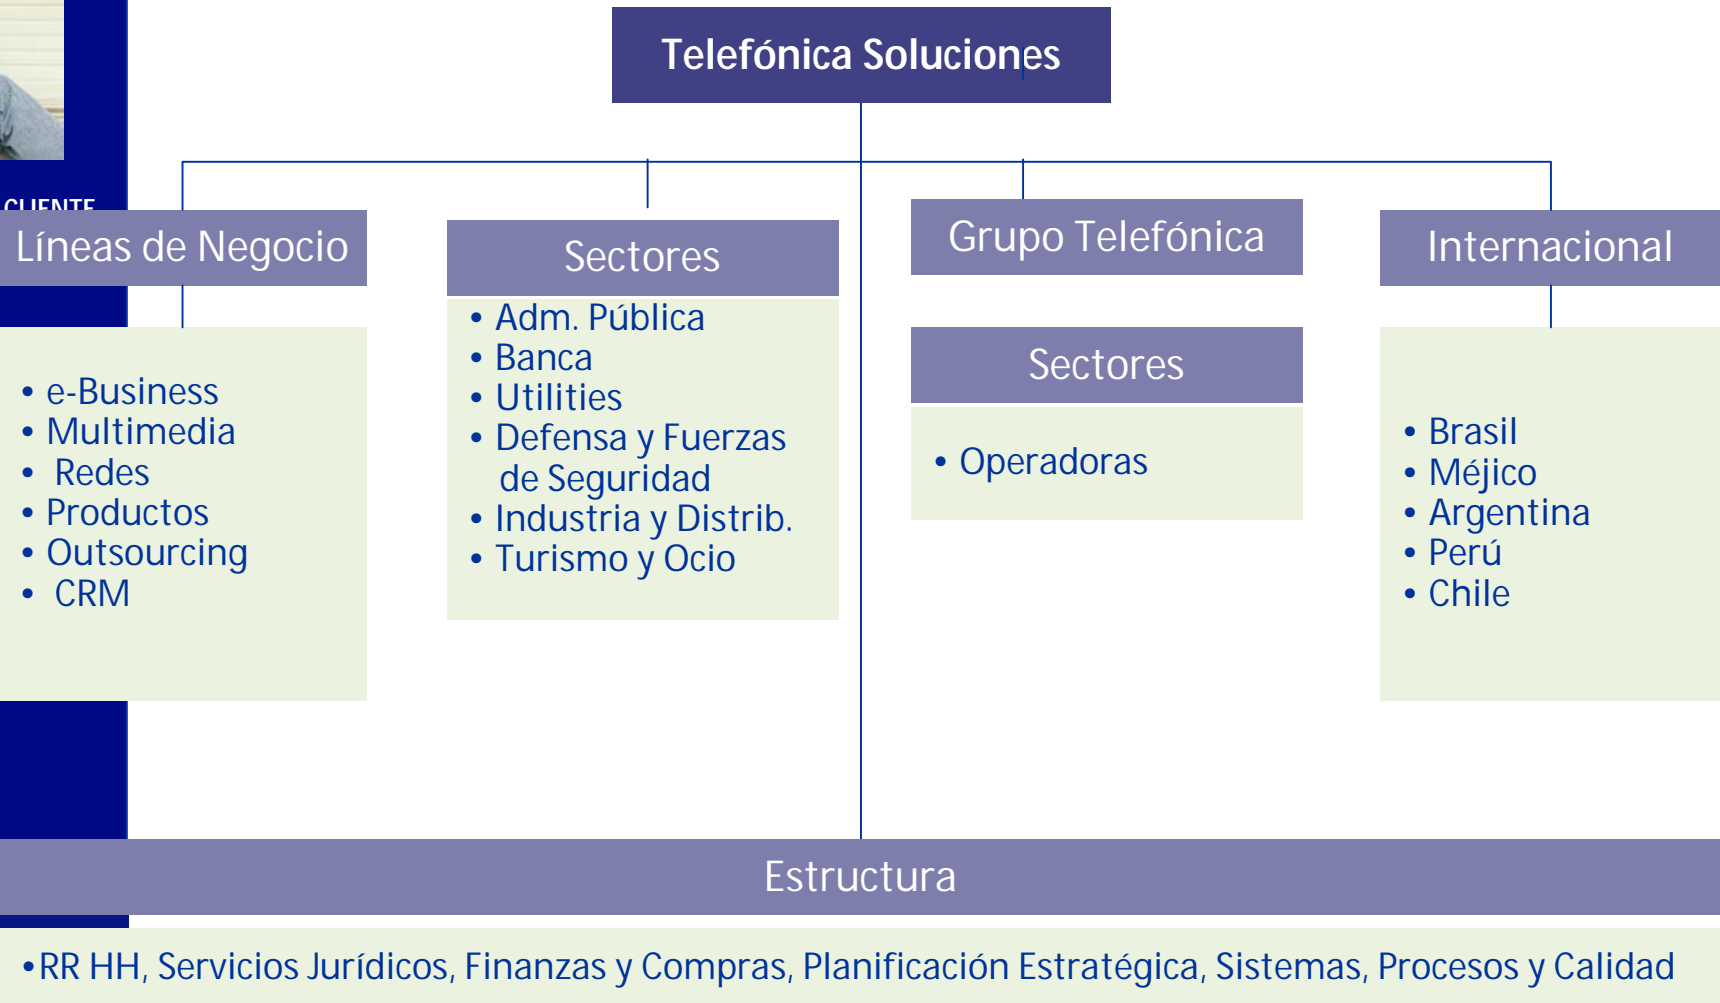 Telefónica Soluciones
CLIENTE
Líneas de Negocio
• e-Business
• Multimedia
• Redes
• Productos
• Outsourcing
• CRM
Sectores
• Adm. Pública
• Banca
• Utilities
• Defensa y Fuerzas
de Seguridad
• Industria y Distrib.
• Turismo y Ocio
Grupo Telefónica
Sectores
• Operadoras
Internacional
• Brasil
• Méjico
• Argentina
• Perú
• Chile
Estructura
•RR HH, Servicios Jurídicos, Finanzas y Compras, Planificación Estratégica, Sistemas, Procesos y Calidad